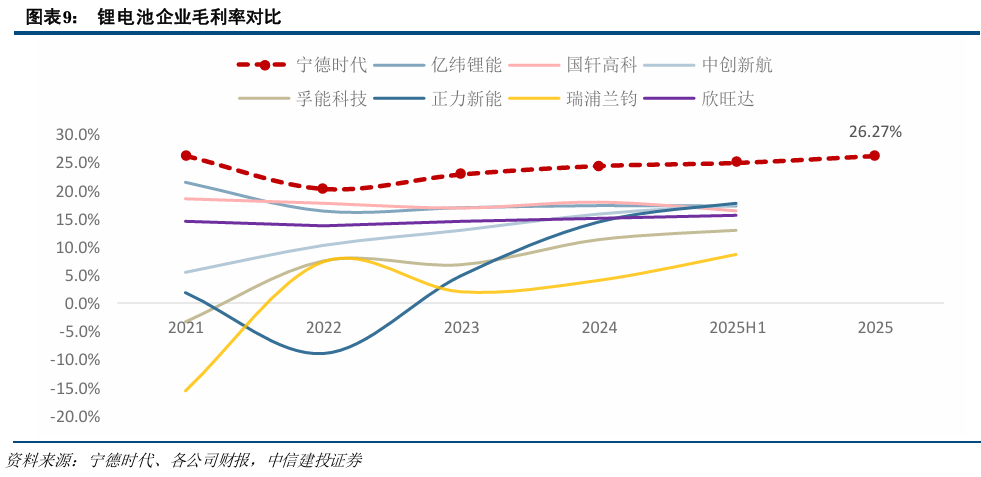 图表9： 锂电池企业毛利率对比
宁德时代 亿纬锂能 国轩高科 中创新航
孚能科技 正力新能 瑞浦兰钧 欣旺达
26.27%
30.0%
25.0%
20.0%
15.0%
10.0%
5.0%
0.0%
-5.0%
-10.0%
-15.0%
-20.0%
2021 2022 2023 2024 2025H1 2025
资料来源：宁德时代、各公司财报，中信建投证券